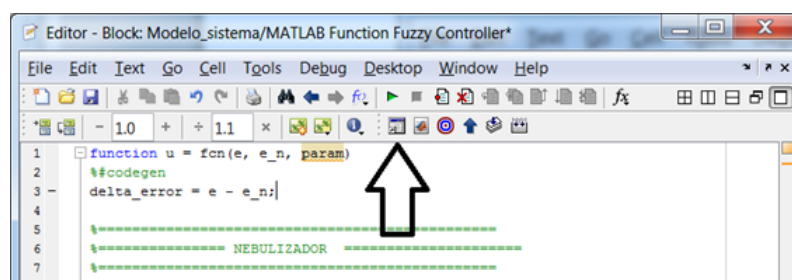 Editor - Block: Modelo_sistema/MATLAB Function Fuzzy Controller*
File Edit Text Go Cell Tools Debug Desktop Window Help
fx
- 1.0 + ÷ 1.1 ×
1 function u = fcn(e, e_n, param)
2 %#codegen
3 - delta_error = e - e_n;
4
5 %===============================================
6 %=============== NEBULIZADOR =====================
7 %===============================================